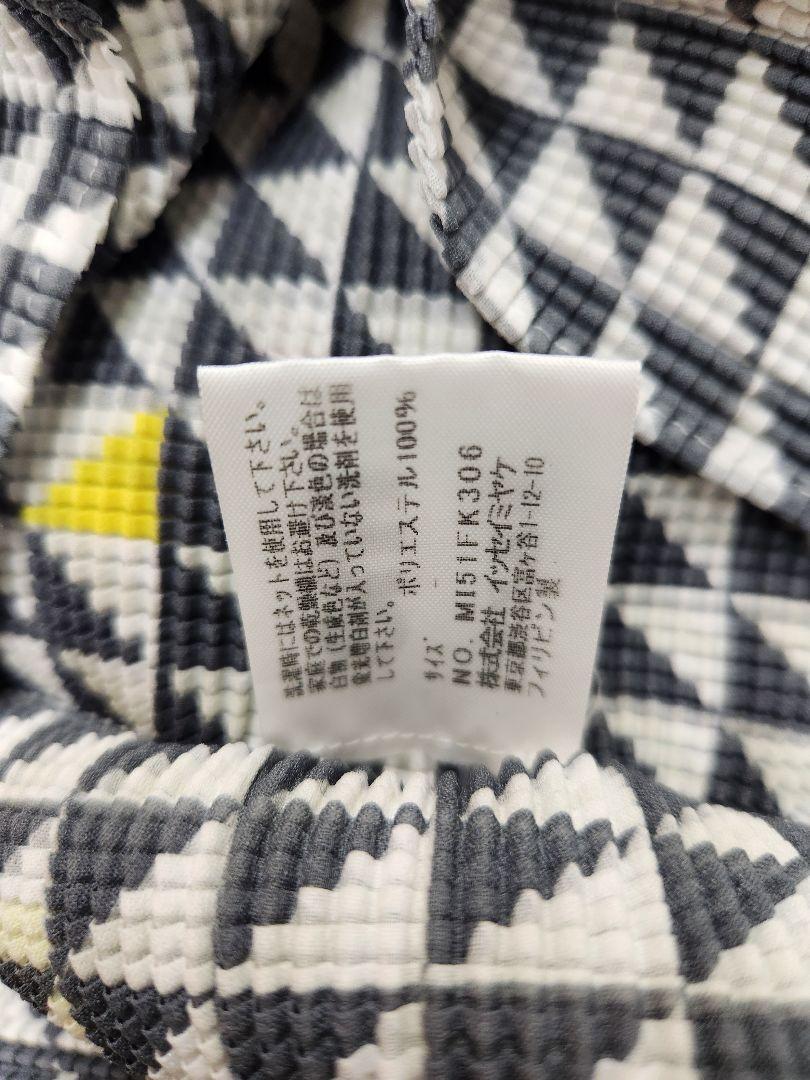 洗濯時にはネットを使用して下さい。
家庭での乾燥機はお避け下さい。
白物（生成色など）及び淡色の場合は
蛍光増白剤が入っていない洗剤を使用
して下さい。
ポリエステル100%
サイズ
NO. MI51FK306
株式会社 イッセイミヤケ
東京都渋谷区富ヶ谷1-12-10
フィリピン製